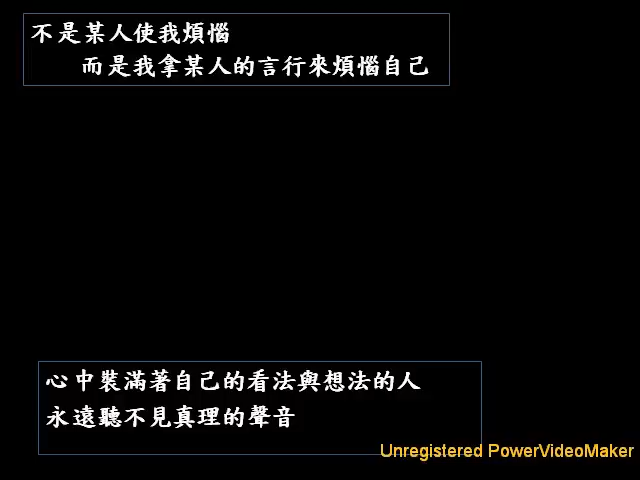 不是某人使我煩惱
而是我拿某人的言行來煩惱自己
心中裝滿著自己的看法與想法的人
永遠聽不見真理的聲音
Unregistered PowerVideoMaker